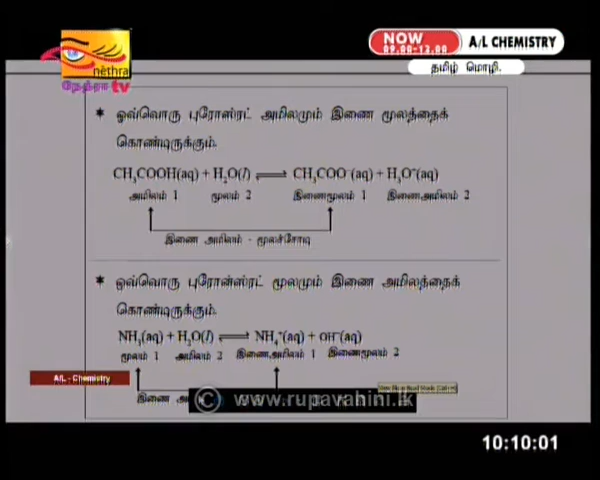 NOW
09.00-12.00
A/L CHEMISTRY
தமிழ் மொழி.
nethra
நேத்ரா tv
* ஒவ்வொரு புரோஸ்ரட் அமிலமும் இணை மூலத்தைக்
கொண்டிருக்கும்.
CH₃COOH(aq) + H₂O(l) ⇌ CH₃COO⁻(aq) + H₃O⁺(aq)
அமிலம் 1 மூலம் 2 இணைமூலம் 1 இணைஅமிலம் 2
இணை அமிலம் - மூலச்சோடி
* ஒவ்வொரு புரோன்ஸ்ரட் மூலமும் இணை அமிலத்தைக்
கொண்டிருக்கும்.
NH₃(aq) + H₂O(l) ⇌ NH₄⁺(aq) + OH⁻(aq)
மூலம் 1 அமிலம் 2 இணைஅமிலம் 1 இணைமூலம் 2
A/L - Chemistry
இணை
© www.rupavahini.lk
10:10:01